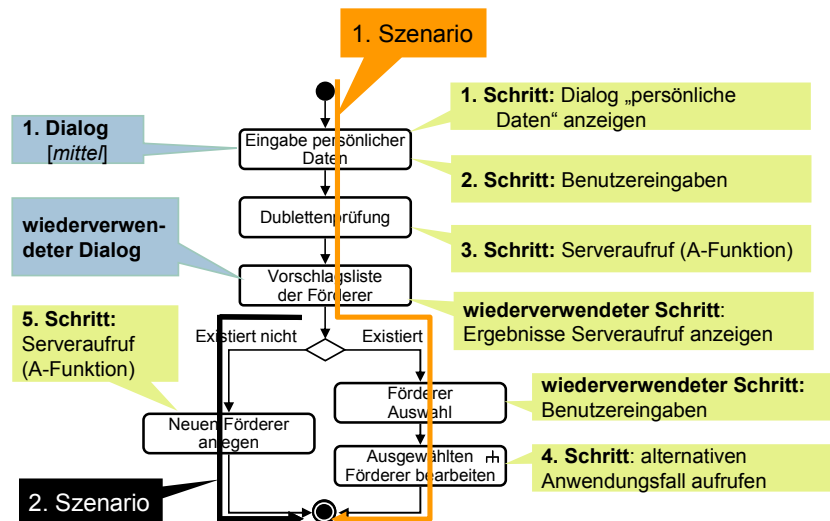 1. Szenario
1. Schritt: Dialog „persönliche
Daten“ anzeigen
1. Dialog
[mittel]
Eingabe persönlicher
Daten
2. Schritt: Benutzereingaben
wiederverwen-
deter Dialog
Dublettenprüfung
3. Schritt: Serveraufruf (A-Funktion)
Vorschlagsliste
der Förderer
wiederverwendeter Schritt:
Ergebnisse Serveraufruf anzeigen
5. Schritt:
Serveraufruf
(A-Funktion)
Existiert nicht
Existiert
Förderer
Auswahl
wiederverwendeter Schritt:
Benutzereingaben
Neuen Förderer
anlegen
Ausgewählten
Förderer bearbeiten
4. Schritt: alternativen
Anwendungsfall aufrufen
2. Szenario